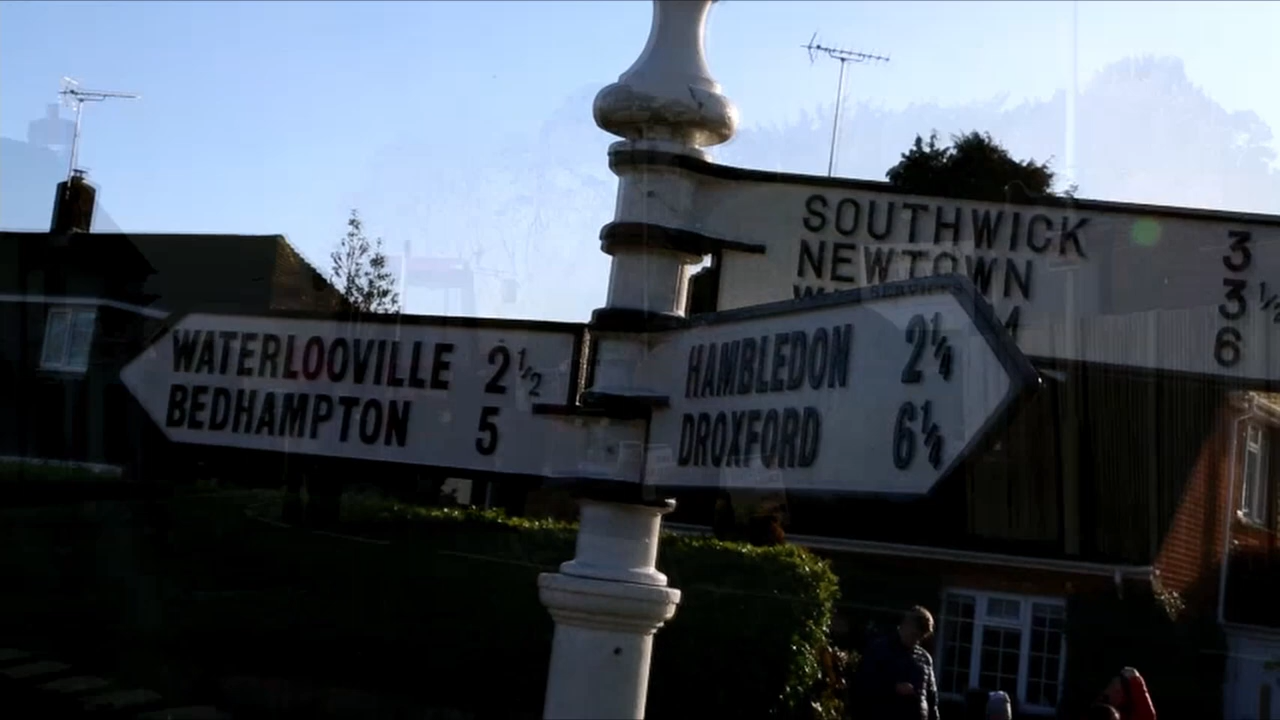 WATERLOOVILLE 2½
BEDHAMPTON 5
HAMBLEDON 2¼
DROXFORD 6¼
SOUTHWICK 3
NEWTOWN 3½
6